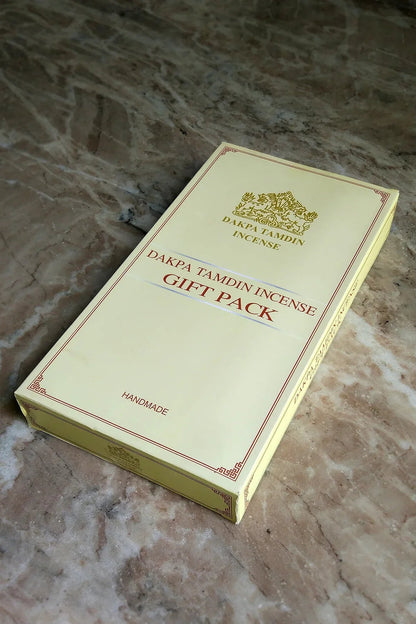 DAKPA TAMDIN
INCENSE
DAKPA TAMDIN INCENSE
GIFT PACK
HANDMADE